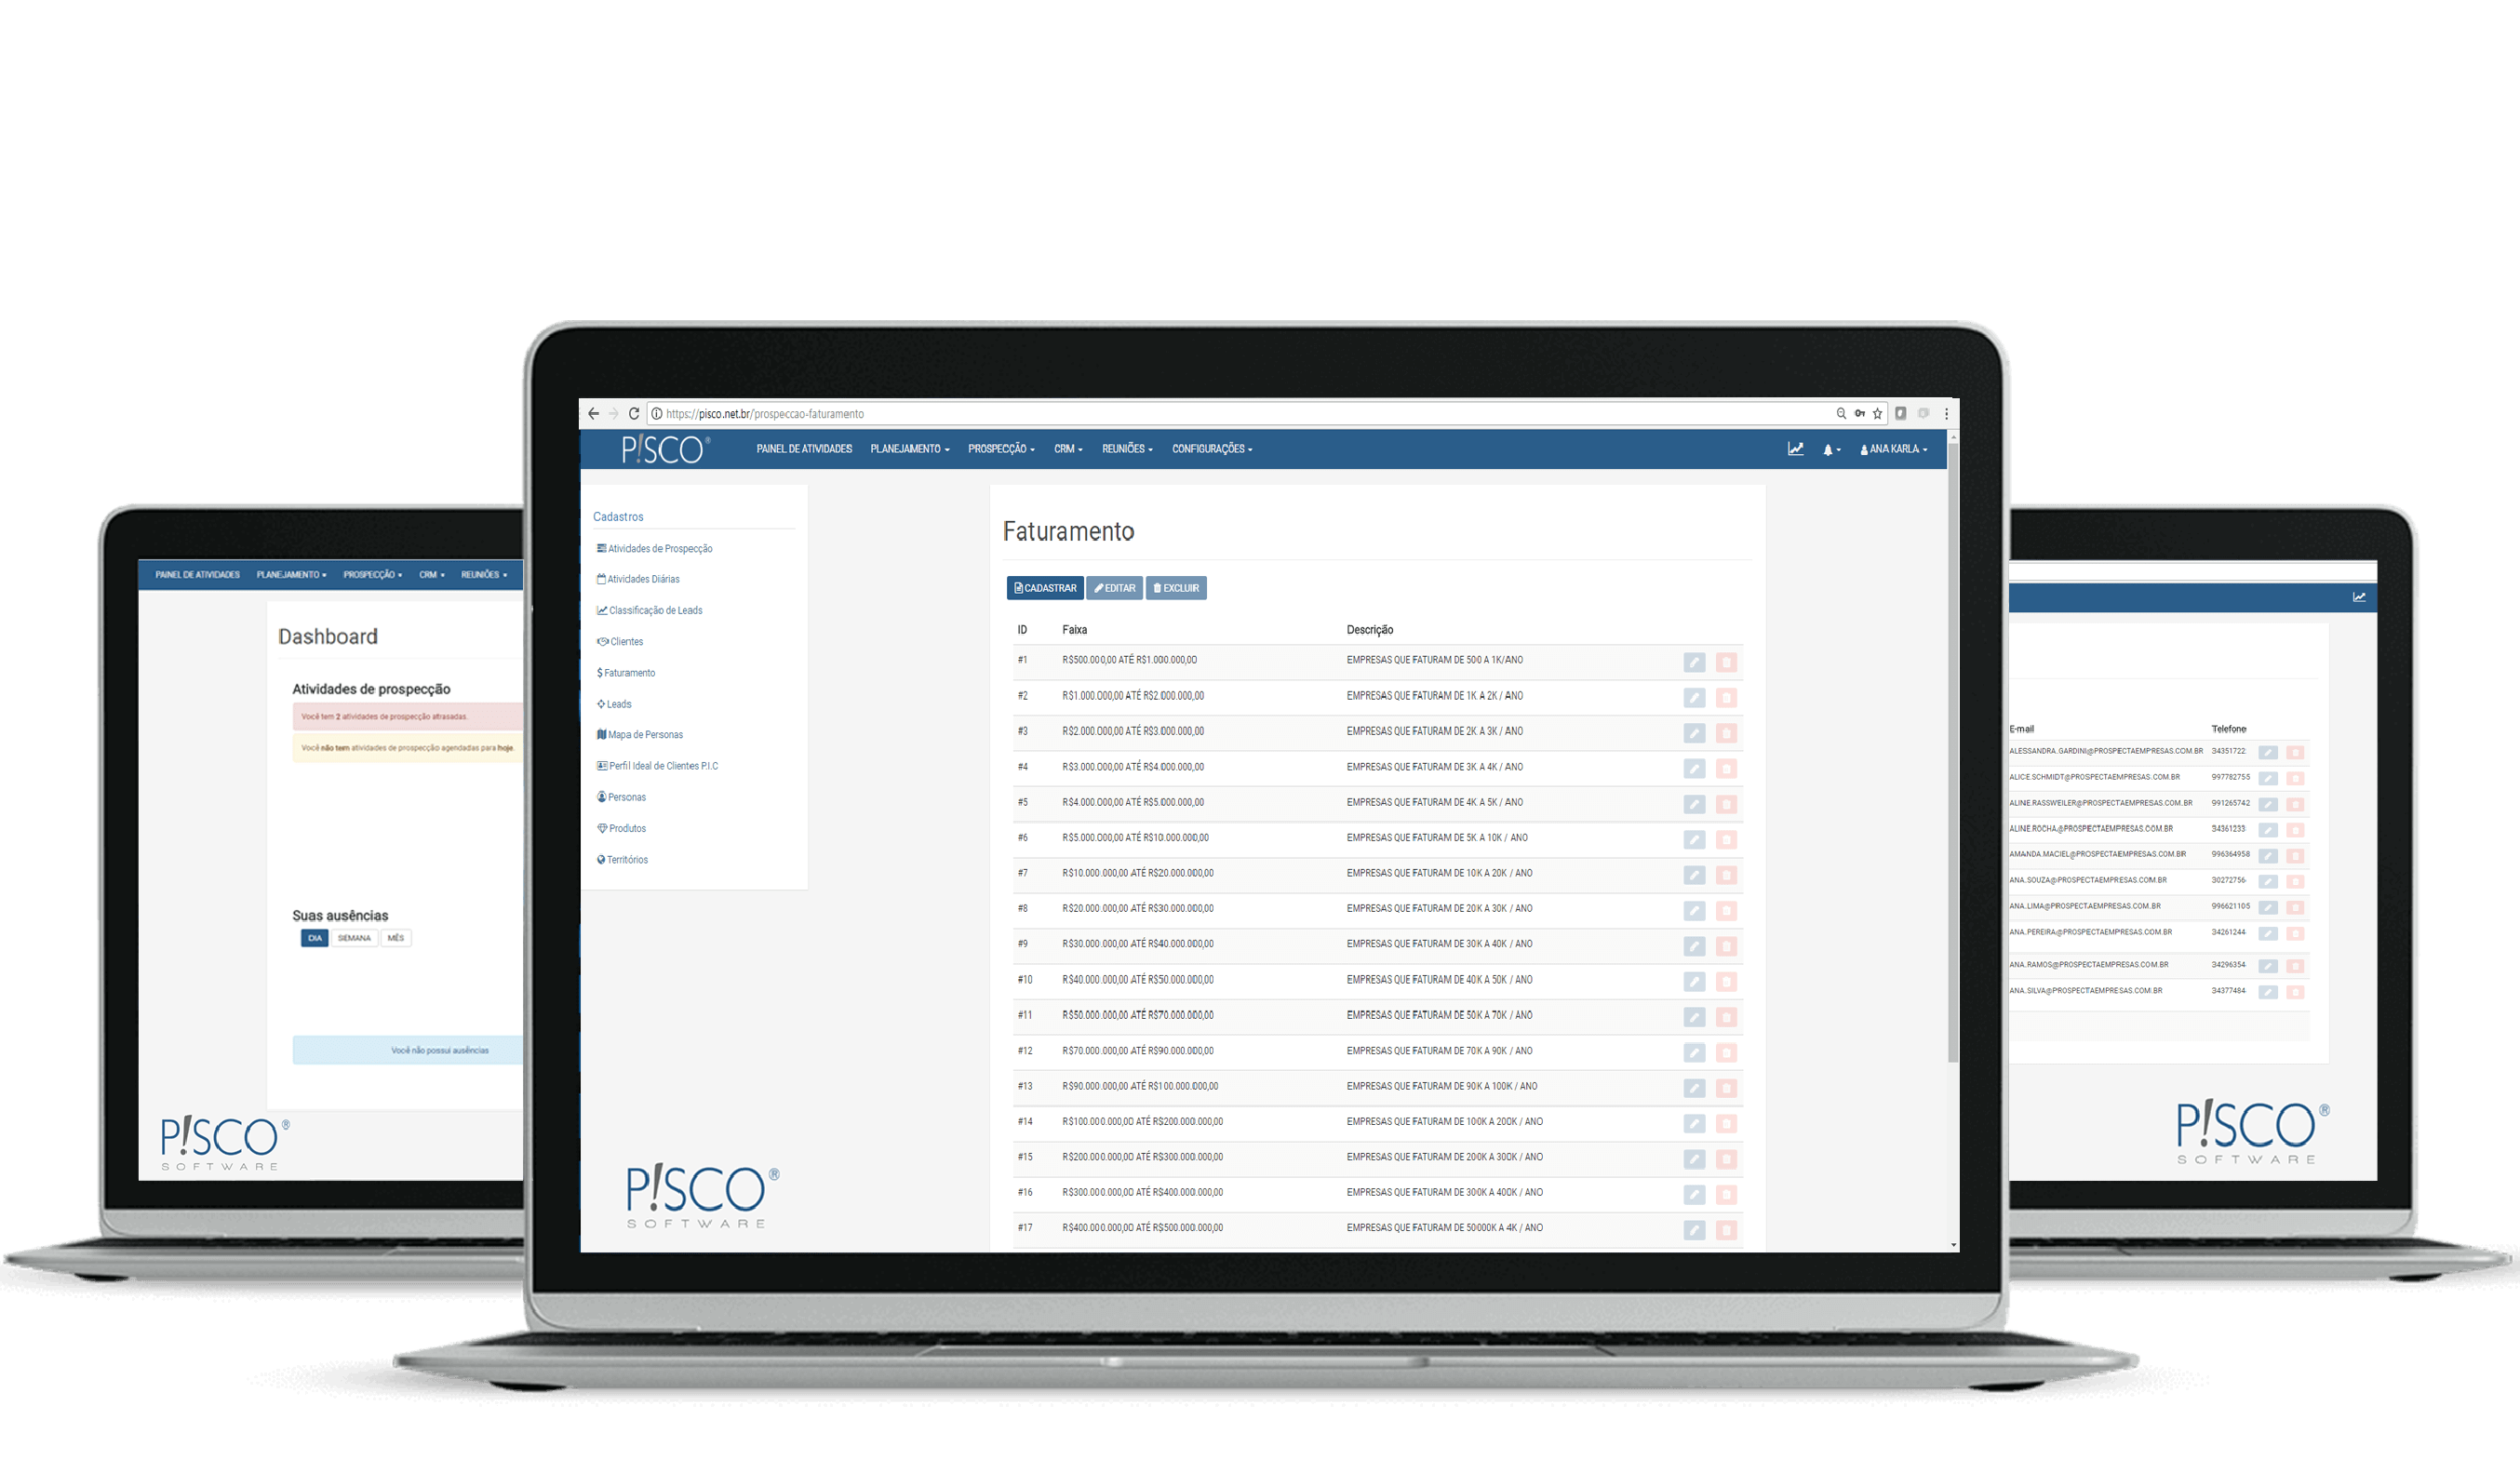 https://pisco.net.br/prospeccao-faturamento
P!SCO® PAINEL DE ATIVIDADES PLANEJAMENTO PROSPECÇÃO CRM REUNIÕES CONFIGURAÇÕES ANA KARLA
Cadastros
Atividades de Prospecção
Atividades Diárias
Classificação de Leads
Clientes
Faturamento
Leads
Mapa de Personas
Perfil Ideal de Clientes P.I.C
Personas
Produtos
Territórios
P!SCO®
SOFTWARE
Faturamento
CADASTRAR EDITAR EXCLUIR
ID Faixa Descrição
#1 R$500.000,00 ATÉ R$1.000.000,00 EMPRESAS QUE FATURAM DE 500 A 1K/ANO
#2 R$1.000.000,00 ATÉ R$2.000.000,00 EMPRESAS QUE FATURAM DE 1K A 2K / ANO
#3 R$2.000.000,00 ATÉ R$3.000.000,00 EMPRESAS QUE FATURAM DE 2K A 3K / ANO
#4 R$3.000.000,00 ATÉ R$4.000.000,00 EMPRESAS QUE FATURAM DE 3K A 4K / ANO
#5 R$4.000.000,00 ATÉ R$5.000.000,00 EMPRESAS QUE FATURAM DE 4K A 5K / ANO
#6 R$5.000.000,00 ATÉ R$10.000.000,00 EMPRESAS QUE FATURAM DE 5K A 10K / ANO
#7 R$10.000.000,00 ATÉ R$20.000.000,00 EMPRESAS QUE FATURAM DE 10K A 20K / ANO
#8 R$20.000.000,00 ATÉ R$30.000.000,00 EMPRESAS QUE FATURAM DE 20K A 30K / ANO
#9 R$30.000.000,00 ATÉ R$40.000.000,00 EMPRESAS QUE FATURAM DE 30K A 40K / ANO
#10 R$40.000.000,00 ATÉ R$50.000.000,00 EMPRESAS QUE FATURAM DE 40K A 50K / ANO
#11 R$50.000.000,00 ATÉ R$70.000.000,00 EMPRESAS QUE FATURAM DE 50K A 70K / ANO
#12 R$70.000.000,00 ATÉ R$90.000.000,00 EMPRESAS QUE FATURAM DE 70K A 90K / ANO
#13 R$90.000.000,00 ATÉ R$100.000.000,00 EMPRESAS QUE FATURAM DE 90K A 100K / ANO
#14 R$100.000.000,00 ATÉ R$200.000.000,00 EMPRESAS QUE FATURAM DE 100K A 200K / ANO
#15 R$200.000.000,00 ATÉ R$300.000.000,00 EMPRESAS QUE FATURAM DE 200K A 300K / ANO
#16 R$300.000.000,00 ATÉ R$400.000.000,00 EMPRESAS QUE FATURAM DE 300K A 400K / ANO
#17 R$400.000.000,00 ATÉ R$500.000.000,00 EMPRESAS QUE FATURAM DE 50000K A 4K / ANO
PAINEL DE ATIVIDADES PLANEJAMENTO PROSPECÇÃO CRM REUNIÕES
Dashboard
Atividades de prospecção
Você tem 2 atividades de prospecção atrasadas.
Você não tem atividades de prospecção agendadas para hoje.
Suas ausências
DIA SEMANA MÊS
Você não possui ausências
P!SCO®
SOFTWARE
E-mail Telefone
ALESSANDRA.GARDINI@PROSPECTAEMPRESAS.COM.BR 34351722
ALICE.SCHMIDT@PROSPECTAEMPRESAS.COM.BR 997782755
ALINE.RASSWEILER@PROSPECTAEMPRESAS.COM.BR 991265742
ALINE.ROCHA@PROSPECTAEMPRESAS.COM.BR 34361233
AMANDA.MACIEL@PROSPECTAEMPRESAS.COM.BR 996364958
ANA.SOUZA@PROSPECTAEMPRESAS.COM.BR 30272756
ANA.LIMA@PROSPECTAEMPRESAS.COM.BR 996621105
ANA.PEREIRA@PROSPECTAEMPRESAS.COM.BR 34261244
ANA.RAMOS@PROSPECTAEMPRESAS.COM.BR 34296354
ANA.SILVA@PROSPECTAEMPRESAS.COM.BR 34377484
P!SCO®
SOFTWARE